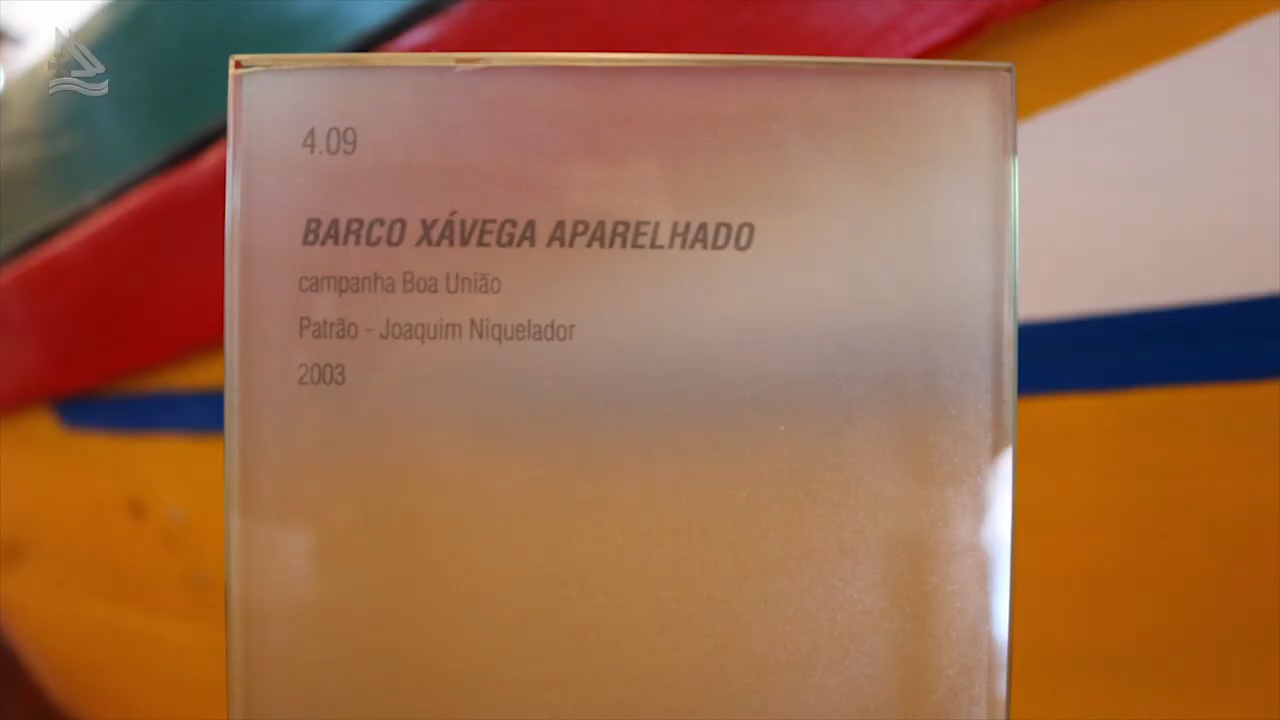 4.09
BARCO XÁVEGA APARELHADO
campanha Boa União
Patrão - Joaquim Niquelador
2003